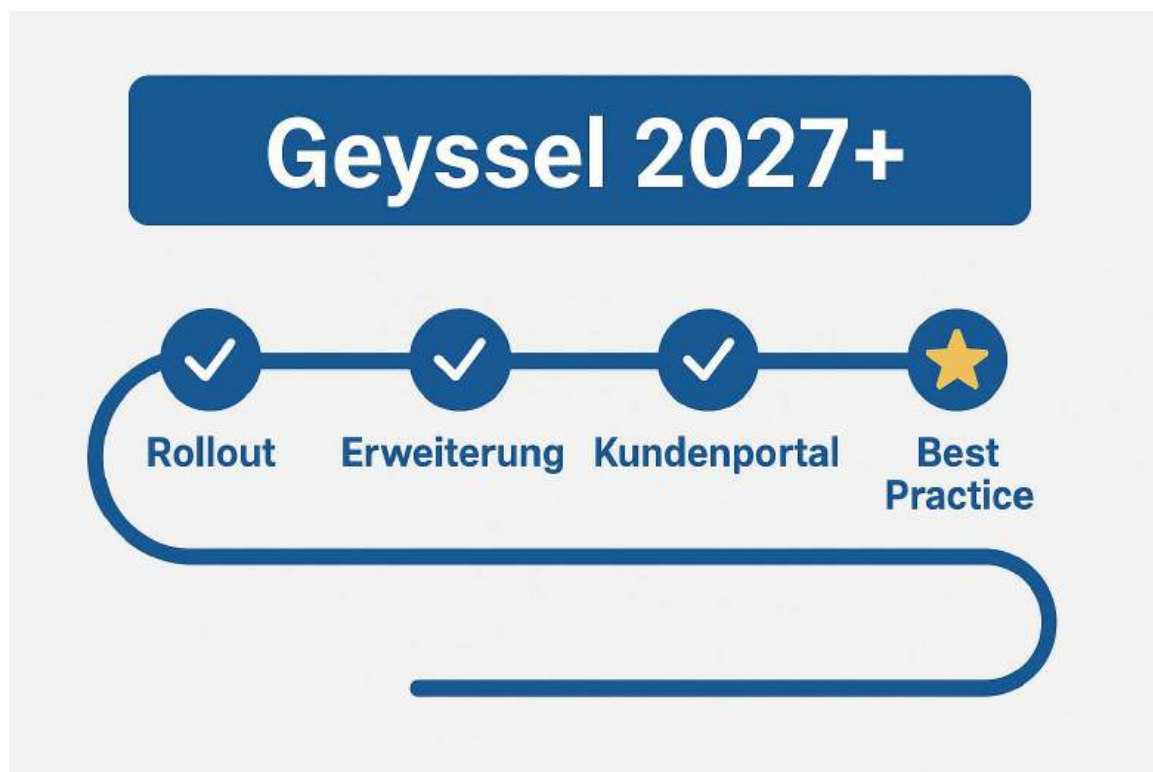 Geyssel 2027+
Rollout
Erweiterung
Kundenportal
Best
Practice